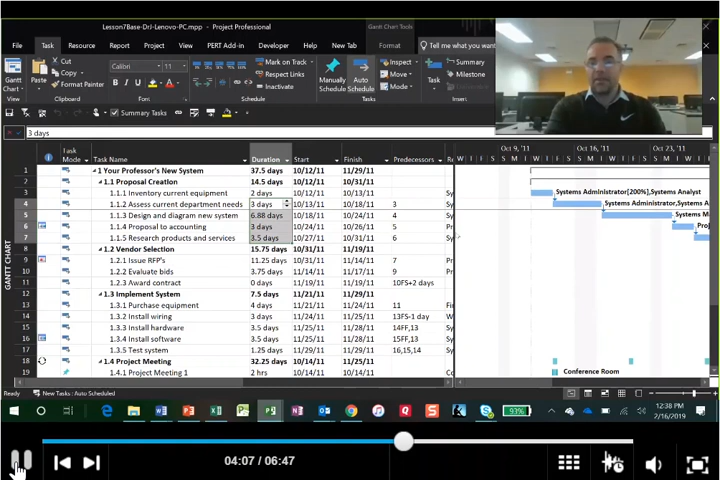 Lesson7Base-DrJ-Lenovo-PC.mpp - Project Professional
Gantt Chart Tools
File Task Resource Report Project View PERT Add-in Developer Help New Tab Format Tell me what you want
Gantt Chart
Paste
Cut
Copy
Format Painter
Calibri 11
B I U
Mark on Track
Respect Links
Inactivate
Manually Schedule
Auto Schedule
Inspect
Move
Mode
Task
Summary
Milestone
Tasks
Summary Tasks
3 days
Task Mode Task Name Duration Start Finish Predecessors Re
Oct 9, '11 Oct 16, '11 Oct 23, '11
1 1 Your Professor's New System 37.5 days 10/12/11 11/29/11
2 1.1 Proposal Creation 14.5 days 10/12/11 10/31/11
3 1.1.1 Inventory current equipment 2 days 10/12/11 10/13/11 Sy Systems Administrator[200%],Systems Analyst
4 1.1.2 Assess current department needs 3 days 10/13/11 10/18/11 3 Sy Systems Administrator,Systems A
5 1.1.3 Design and diagram new system 6.88 days 10/18/11 10/24/11 4 Sy Systems M
6 1.1.4 Proposal to accounting 3 days 10/24/11 10/26/11 5 Pr Proj
7 1.1.5 Research products and services 3.5 days 10/27/11 10/31/11 6 Sy
8 1.2 Vendor Selection 15.75 days 10/31/11 11/19/11
9 1.2.1 Issue RFP's 11.25 days 10/31/11 11/14/11 7 Pr
10 1.2.2 Evaluate bids 3.75 days 11/14/11 11/17/11 9 Pr
11 1.2.3 Award contract 0 days 11/19/11 11/19/11 10FS+2 days
12 1.3 Implement System 7.5 days 11/21/11 11/29/11
13 1.3.1 Purchase equipment 4 days 11/21/11 11/24/11 11 Pr
14 1.3.2 Install wiring 2 days 11/24/11 11/25/11 13FS-1 day W
15 1.3.3 Install hardware 3.5 days 11/25/11 11/28/11 14FF,13 Sy
16 1.3.4 Install software 3.5 days 11/25/11 11/28/11 15FF,14 Sy
17 1.3.5 Test system 1.25 days 11/28/11 11/29/11 16,15,14 Sy
18 1.4 Project Meeting 32.25 days 10/14/11 11/25/11
19 1.4.1 Project Meeting 1 2 hrs 10/14/11 10/14/11 Co Conference Room
GANTT CHART
Ready New Tasks : Auto Scheduled
93%
12:38 PM
2/16/2019
04:07 / 06:47